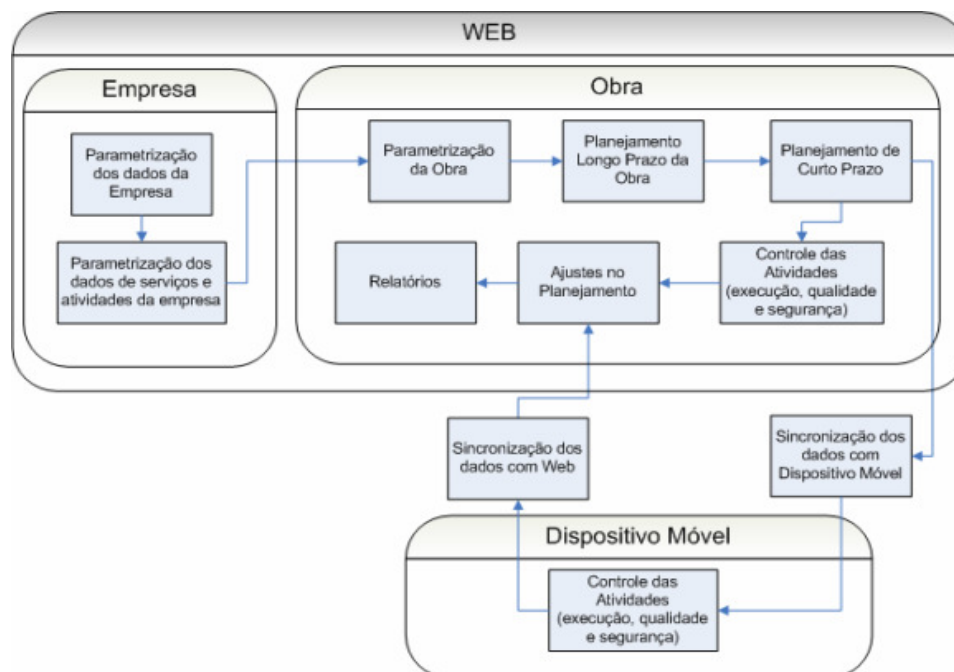 WEB
Empresa
Obra
Parametrização
dos dados da
Empresa
Parametrização dos
dados de serviços e
atividades da empresa
Parametrização
da Obra
Planejamento
Longo Prazo da
Obra
Planejamento de
Curto Prazo
Relatórios
Ajustes no
Planejamento
Controle das
Atividades
(execução, qualidade
e segurança)
Sincronização dos
dados com Web
Sincronização dos
dados com
Dispositivo Móvel
Dispositivo Móvel
Controle das
Atividades
(execução, qualidade
e segurança)